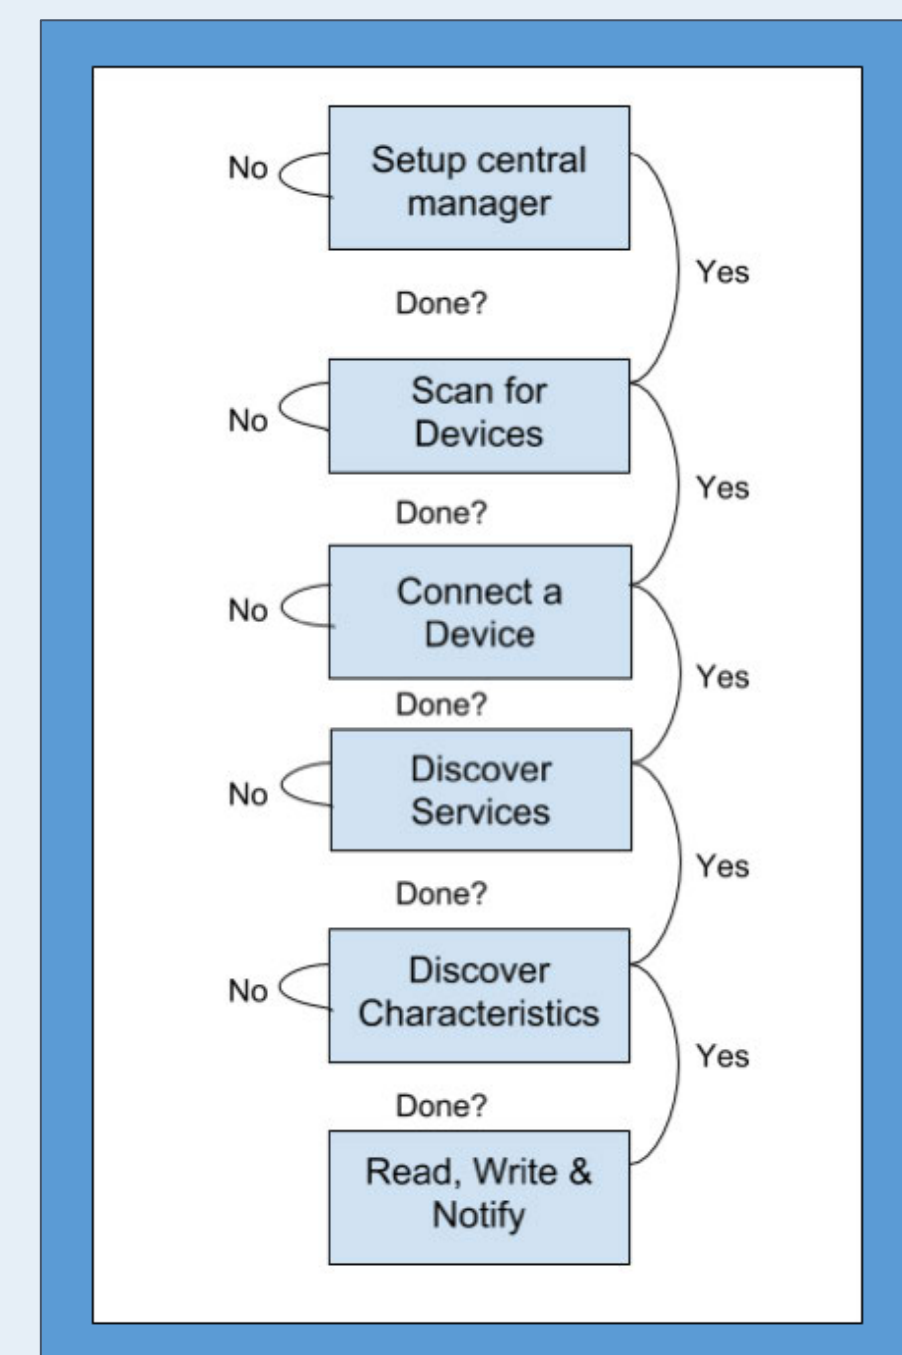 No
Setup central
manager
Yes
Done?
No
Scan for
Devices
Yes
Done?
No
Connect a
Device
Yes
Done?
No
Discover
Services
Yes
Done?
No
Discover
Characteristics
Yes
Done?
Read, Write &
Notify